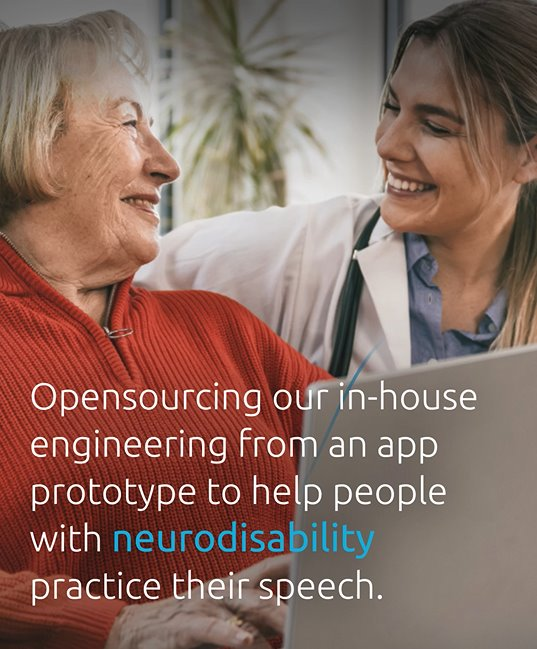 Opensourcing our in-house
engineering from an app
prototype to help people
with neurodisability
practice their speech.